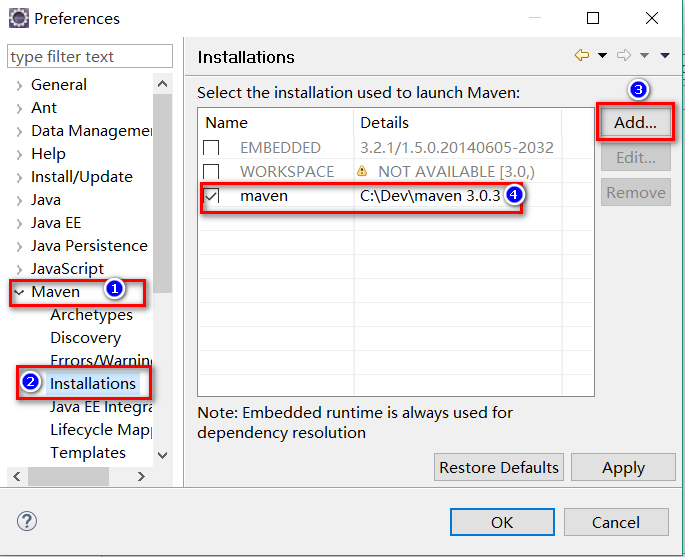 Preferences
type filter text
General
Ant
Data Managemen
Help
Install/Update
Java
Java EE
Java Persistence
JavaScript
Maven 1
Archetypes
Discovery
Errors/Warning
2 Installations
Java EE Integra
Lifecycle Mapp
Templates
Installations
Select the installation used to launch Maven:
3
Name Details
Add...
EMBEDDED 3.2.1/1.5.0.20140605-2032
Edit...
WORKSPACE NOT AVAILABLE [3.0,)
maven C:\Dev\maven 3.0.3 4
Remove
Note: Embedded runtime is always used for
dependency resolution
Restore Defaults Apply
? OK Cancel